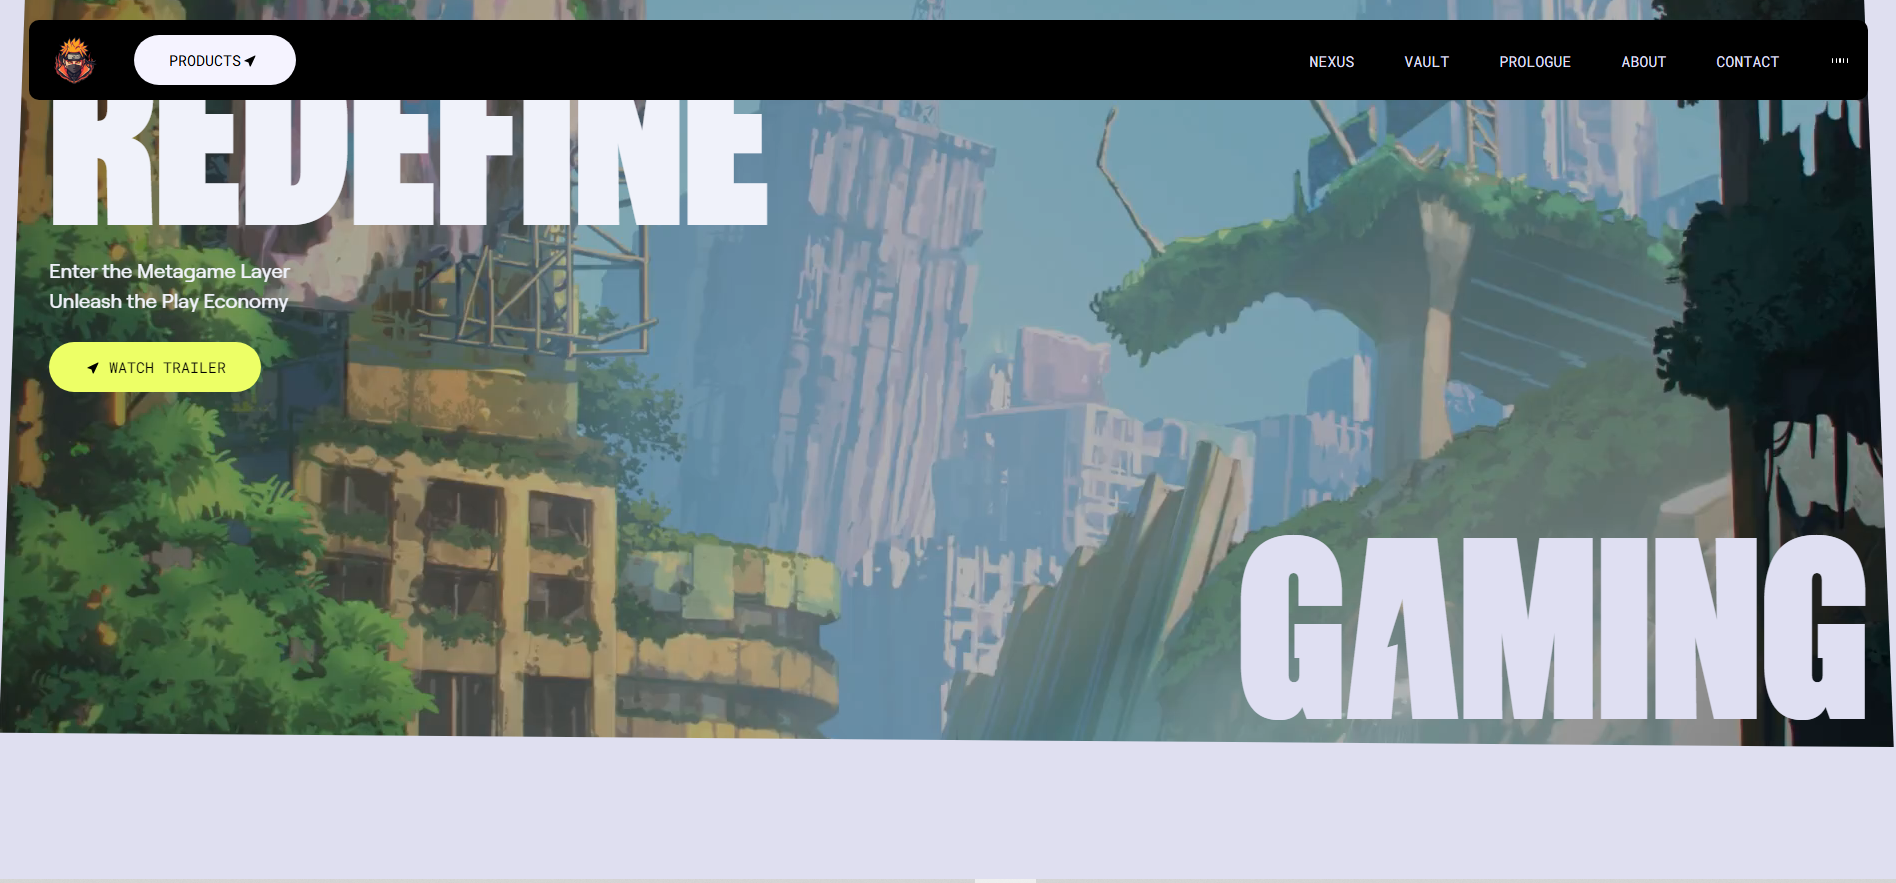 PRODUCTS
NEXUS
VAULT
PROLOGUE
ABOUT
CONTACT
REDEFINE
Enter the Metagame Layer
Unleash the Play Economy
WATCH TRAILER
GAMING